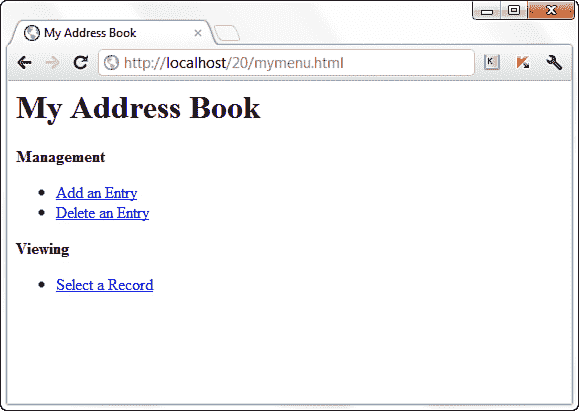 My Address Book
http://localhost/20/mymenu.html
K
My Address Book
Management
Add an Entry
Delete an Entry
Viewing
Select a Record